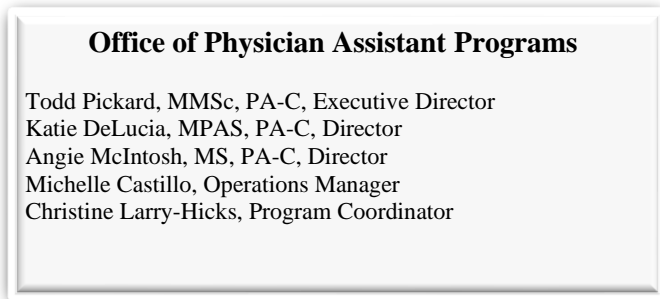 Office of Physician Assistant Programs
Todd Pickard, MMSc, PA-C, Executive Director
Katie DeLucia, MPAS, PA-C, Director
Angie McIntosh, MS, PA-C, Director
Michelle Castillo, Operations Manager
Christine Larry-Hicks, Program Coordinator